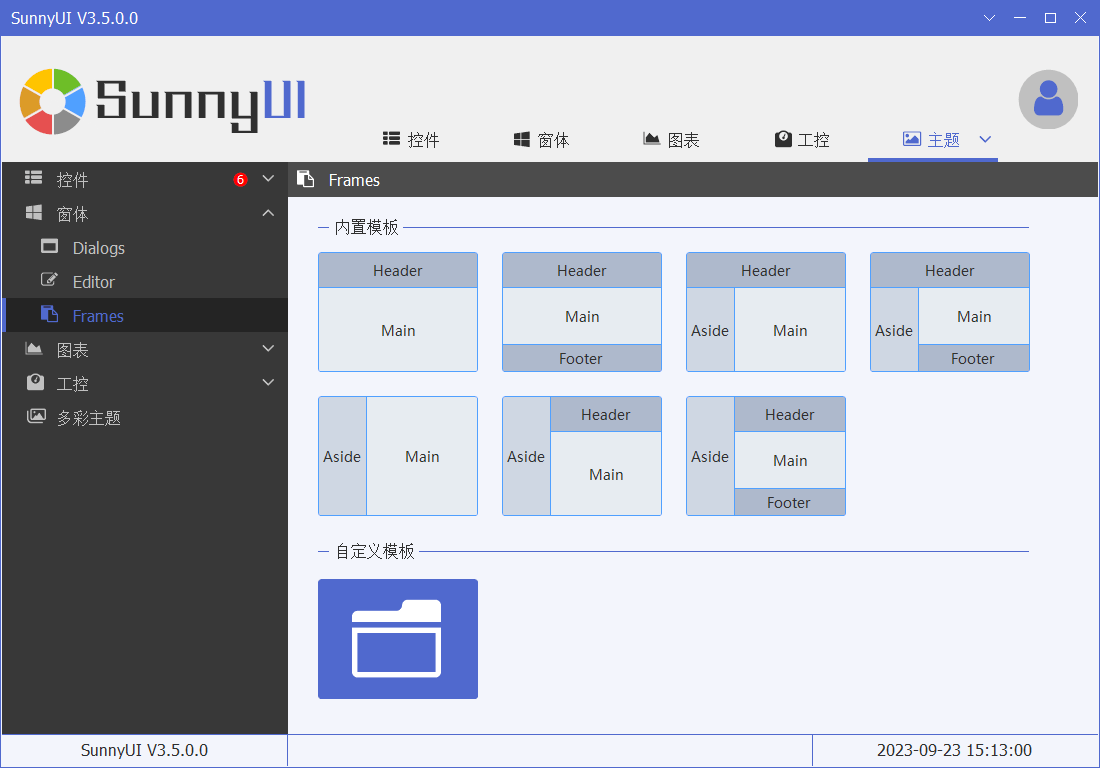 SunnyUI V3.5.0.0
SunnyUI
控件
窗体
图表
工控
主题
控件
6
窗体
Dialogs
Editor
Frames
图表
工控
多彩主题
Frames
内置模板
Header
Main
Header
Main
Footer
Header
Aside
Main
Header
Aside
Main
Footer
Aside
Main
Aside
Header
Main
Aside
Header
Main
Footer
自定义模板
SunnyUI V3.5.0.0
2023-09-23 15:13:00